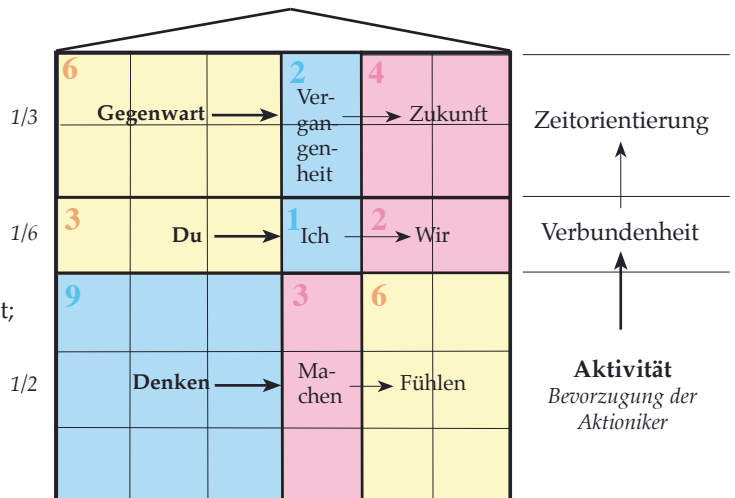 6
2
4
1/3
Gegenwart
Ver-
gan-
gen-
heit
Zukunft
Zeitorientierung
3
1
2
1/6
Du
Ich
Wir
Verbundenheit
9
3
6
t;
1/2
Denken
Ma-
chen
Fühlen
Aktivität
Bevorzugung der
Aktioniker